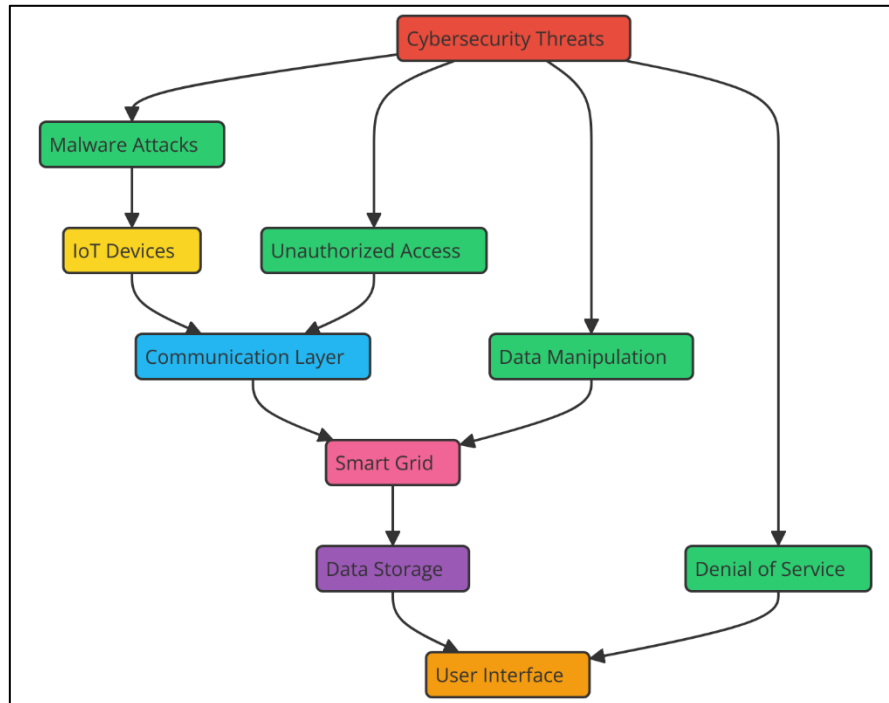 Cybersecurity Threats
Malware Attacks
IoT Devices
Unauthorized Access
Communication Layer
Data Manipulation
Smart Grid
Data Storage
Denial of Service
User Interface